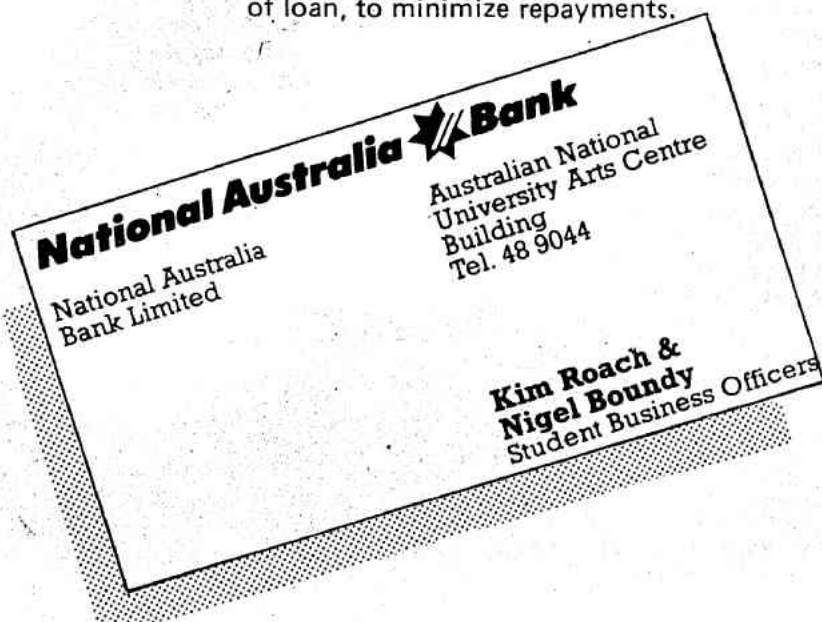 of loan, to minimize repayments.
National Australia Bank
National Australia
Bank Limited
Australian National
University Arts Centre
Building
Tel. 48 9044
Kim Roach &
Nigel Boundy
Student Business Officers